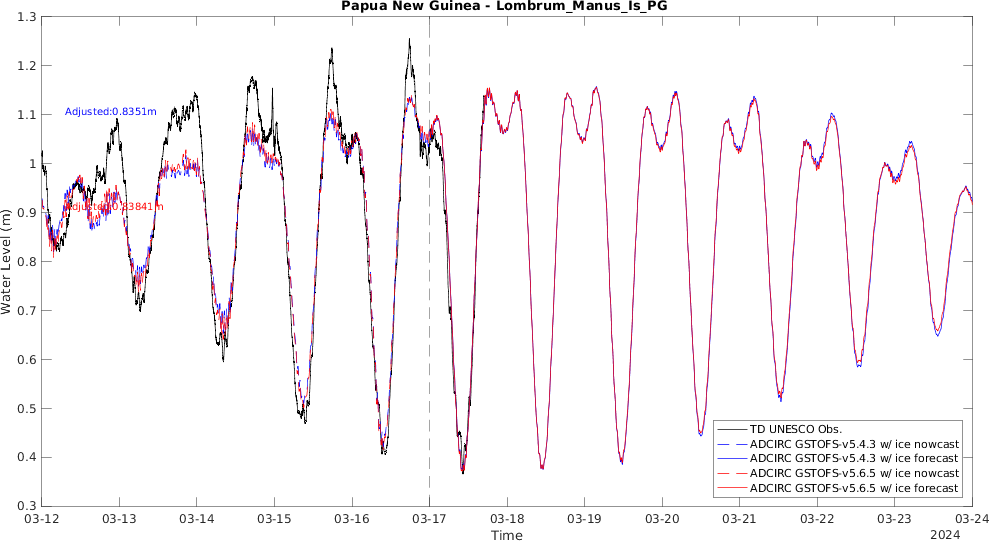 Papua New Guinea - Lombrum_Manus_Is_PG
1.3
1.2
1.1
1
0.9
0.8
0.7
0.6
0.5
0.4
0.3
Water Level (m)
Adjusted:0.8351m
Adjusted:0.83841m
TD UNESCO Obs.
ADCIRC GSTOFS-v5.4.3 w/ ice nowcast
ADCIRC GSTOFS-v5.4.3 w/ ice forecast
ADCIRC GSTOFS-v5.6.5 w/ ice nowcast
ADCIRC GSTOFS-v5.6.5 w/ ice forecast
03-12 03-13 03-14 03-15 03-16 03-17 03-18 03-19 03-20 03-21 03-22 03-23 03-24
Time
2024